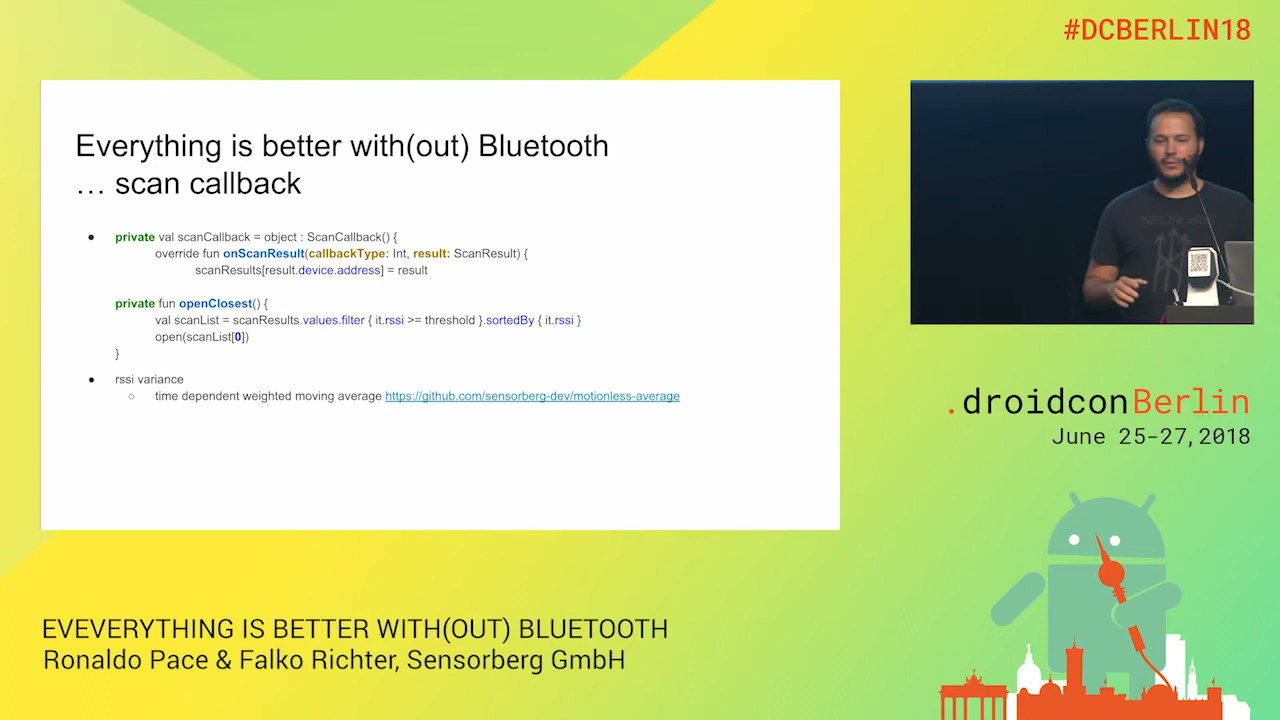 #DCBERLIN18
Everything is better with(out) Bluetooth
… scan callback
● private val scanCallback = object : ScanCallback() {
override fun onScanResult(callbackType: Int, result: ScanResult) {
scanResults[result.device.address] = result
private fun openClosest() {
val scanList = scanResults.values.filter { it.rssi >= threshold }.sortedBy { it.rssi }
open(scanList[0])
}
● rssi variance
○ time dependent weighted moving average https://github.com/sensorberg-dev/motionless-average
.droidconBerlin
June 25-27,2018
EVEVERYTHING IS BETTER WITH(OUT) BLUETOOTH
Ronaldo Pace & Falko Richter, Sensorberg GmbH